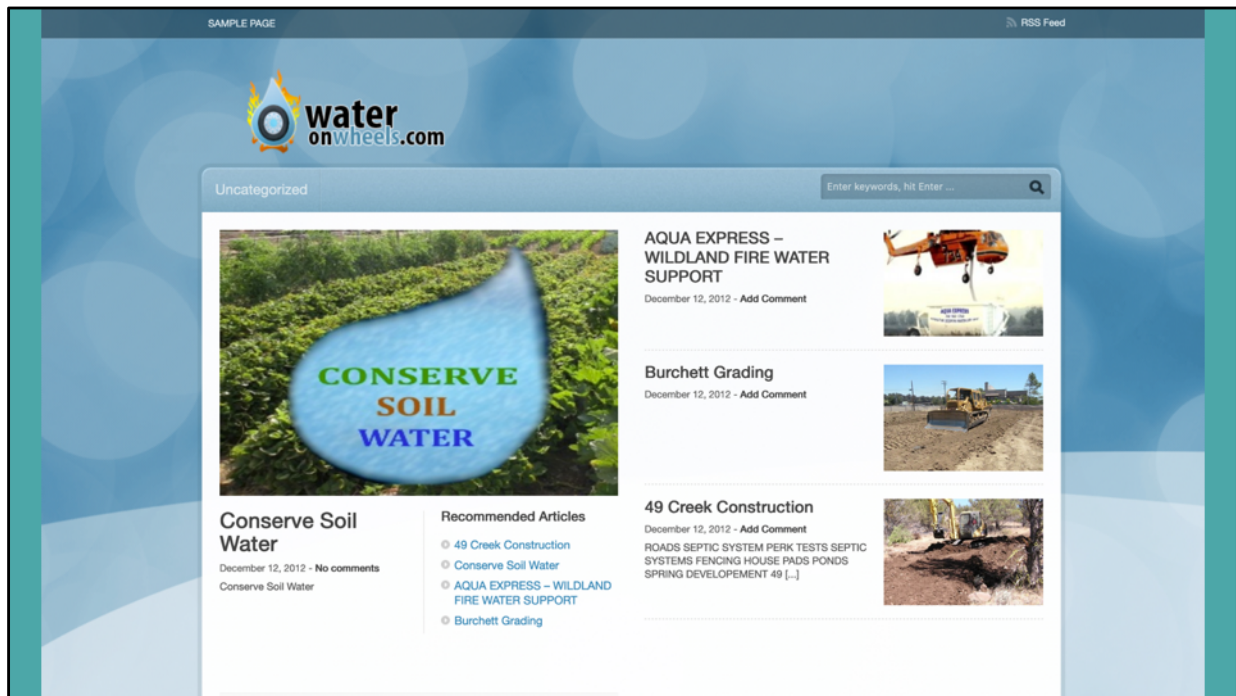 SAMPLE PAGE
RSS Feed
water
onwheels.com
Uncategorized
Enter keywords, hit Enter ...
CONSERVE
SOIL
WATER
Conserve Soil
Water
December 12, 2012 - No comments
Conserve Soil Water
Recommended Articles
49 Creek Construction
Conserve Soil Water
AQUA EXPRESS – WILDLAND
FIRE WATER SUPPORT
Burchett Grading
AQUA EXPRESS –
WILDLAND FIRE WATER
SUPPORT
December 12, 2012 - Add Comment
AQUA EXPRESS
Burchett Grading
December 12, 2012 - Add Comment
49 Creek Construction
December 12, 2012 - Add Comment
ROADS SEPTIC SYSTEM PERK TESTS SEPTIC
SYSTEMS FENCING HOUSE PADS PONDS
SPRING DEVELOPEMENT 49 [...]